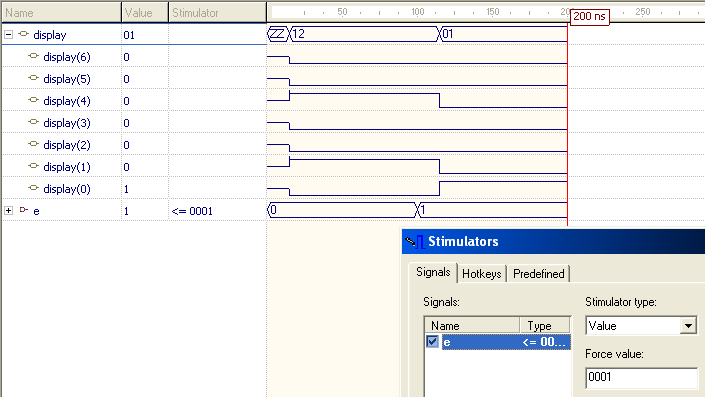 Name Value Stimulator 50 100 150 200 250
200 ns
display 01 ZZ 12 01
display(6) 0
display(5) 0
display(4) 0
display(3) 0
display(2) 0
display(1) 0
display(0) 1
e 1 <= 0001 0 1
Stimulators
Signals Hotkeys Predefined
Signals: Stimulator type:
Name Type Value
e <= 00...
Force value:
0001